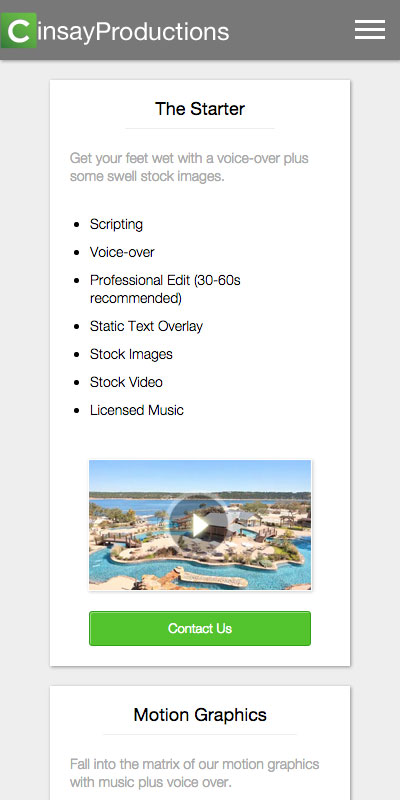 CinsayProductions
The Starter
Get your feet wet with a voice-over plus
some swell stock images.
Scripting
Voice-over
Professional Edit (30-60s
recommended)
Static Text Overlay
Stock Images
Stock Video
Licensed Music
Contact Us
Motion Graphics
Fall into the matrix of our motion graphics
with music plus voice over.